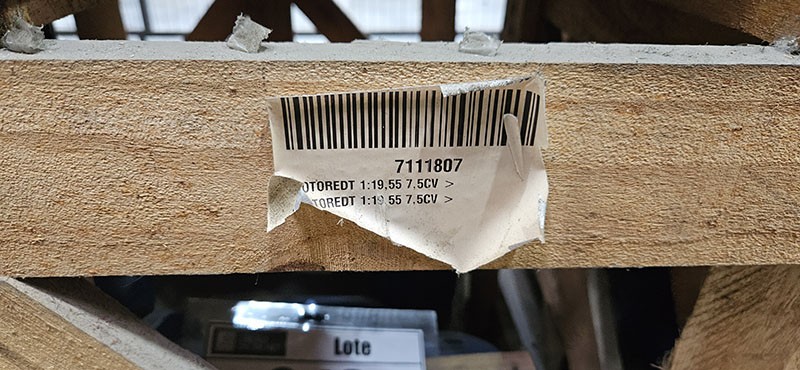 7111807
OTOREDT 1:19,55 7.5CV >
TOREDT 1:19,55 7.5CV >
Lote